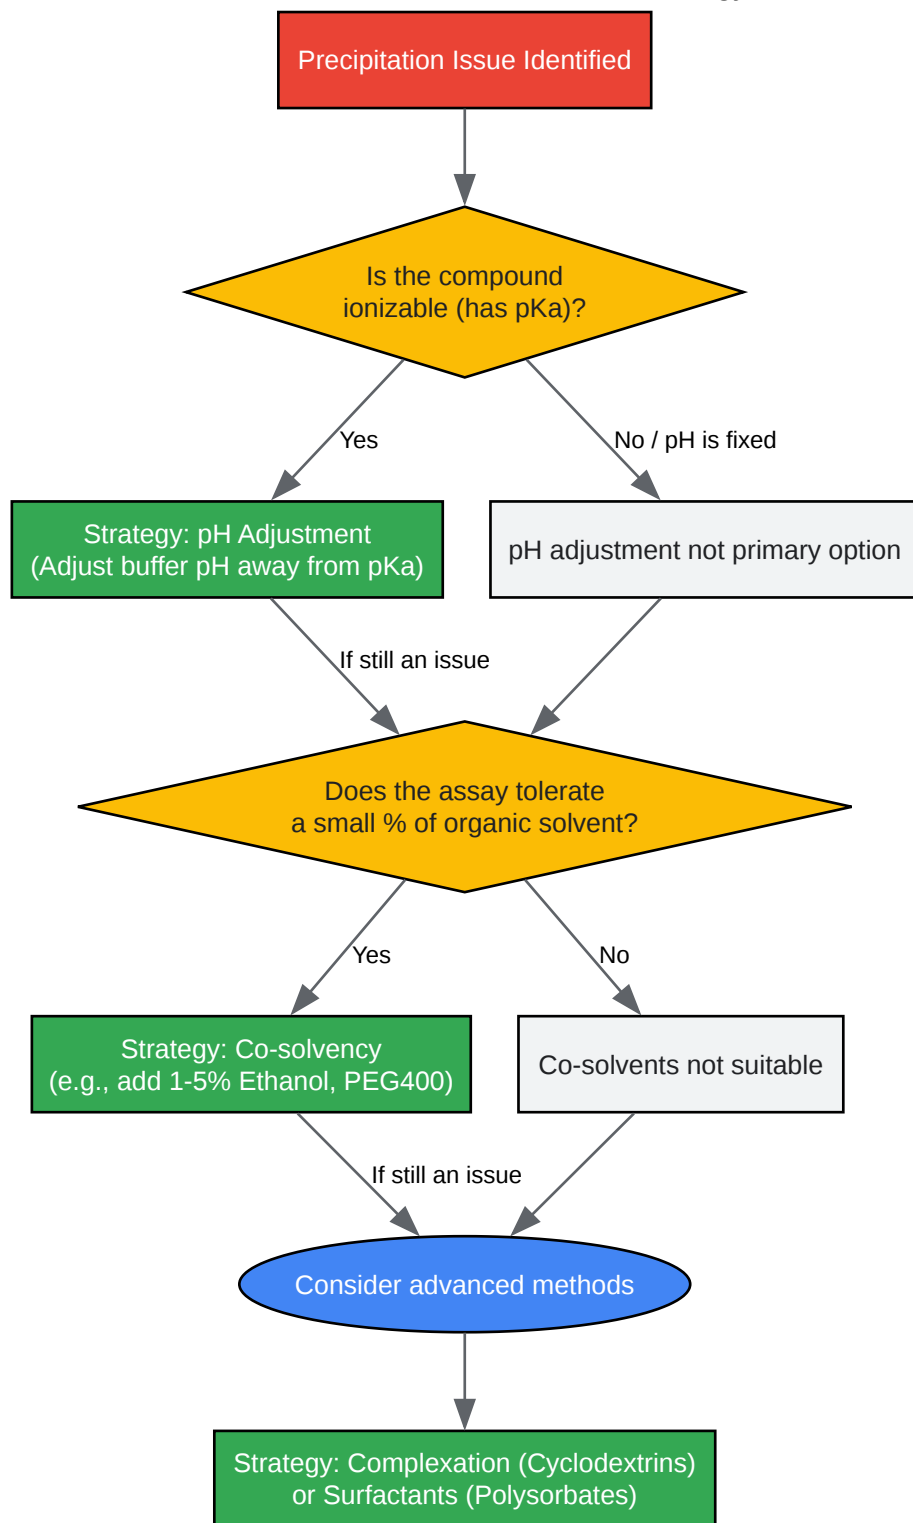 Precipitation Issue Identified
Is the compound
ionizable (has pKa)?
Yes
No / pH is fixed
Strategy: pH Adjustment
(Adjust buffer pH away from pKa)
pH adjustment not primary option
If still an issue
Does the assay tolerate
a small % of organic solvent?
Yes
No
Strategy: Co-solvency
(e.g., add 1-5% Ethanol, PEG400)
Co-solvents not suitable
If still an issue
Consider advanced methods
Strategy: Complexation (Cyclodextrins)
or Surfactants (Polysorbates)